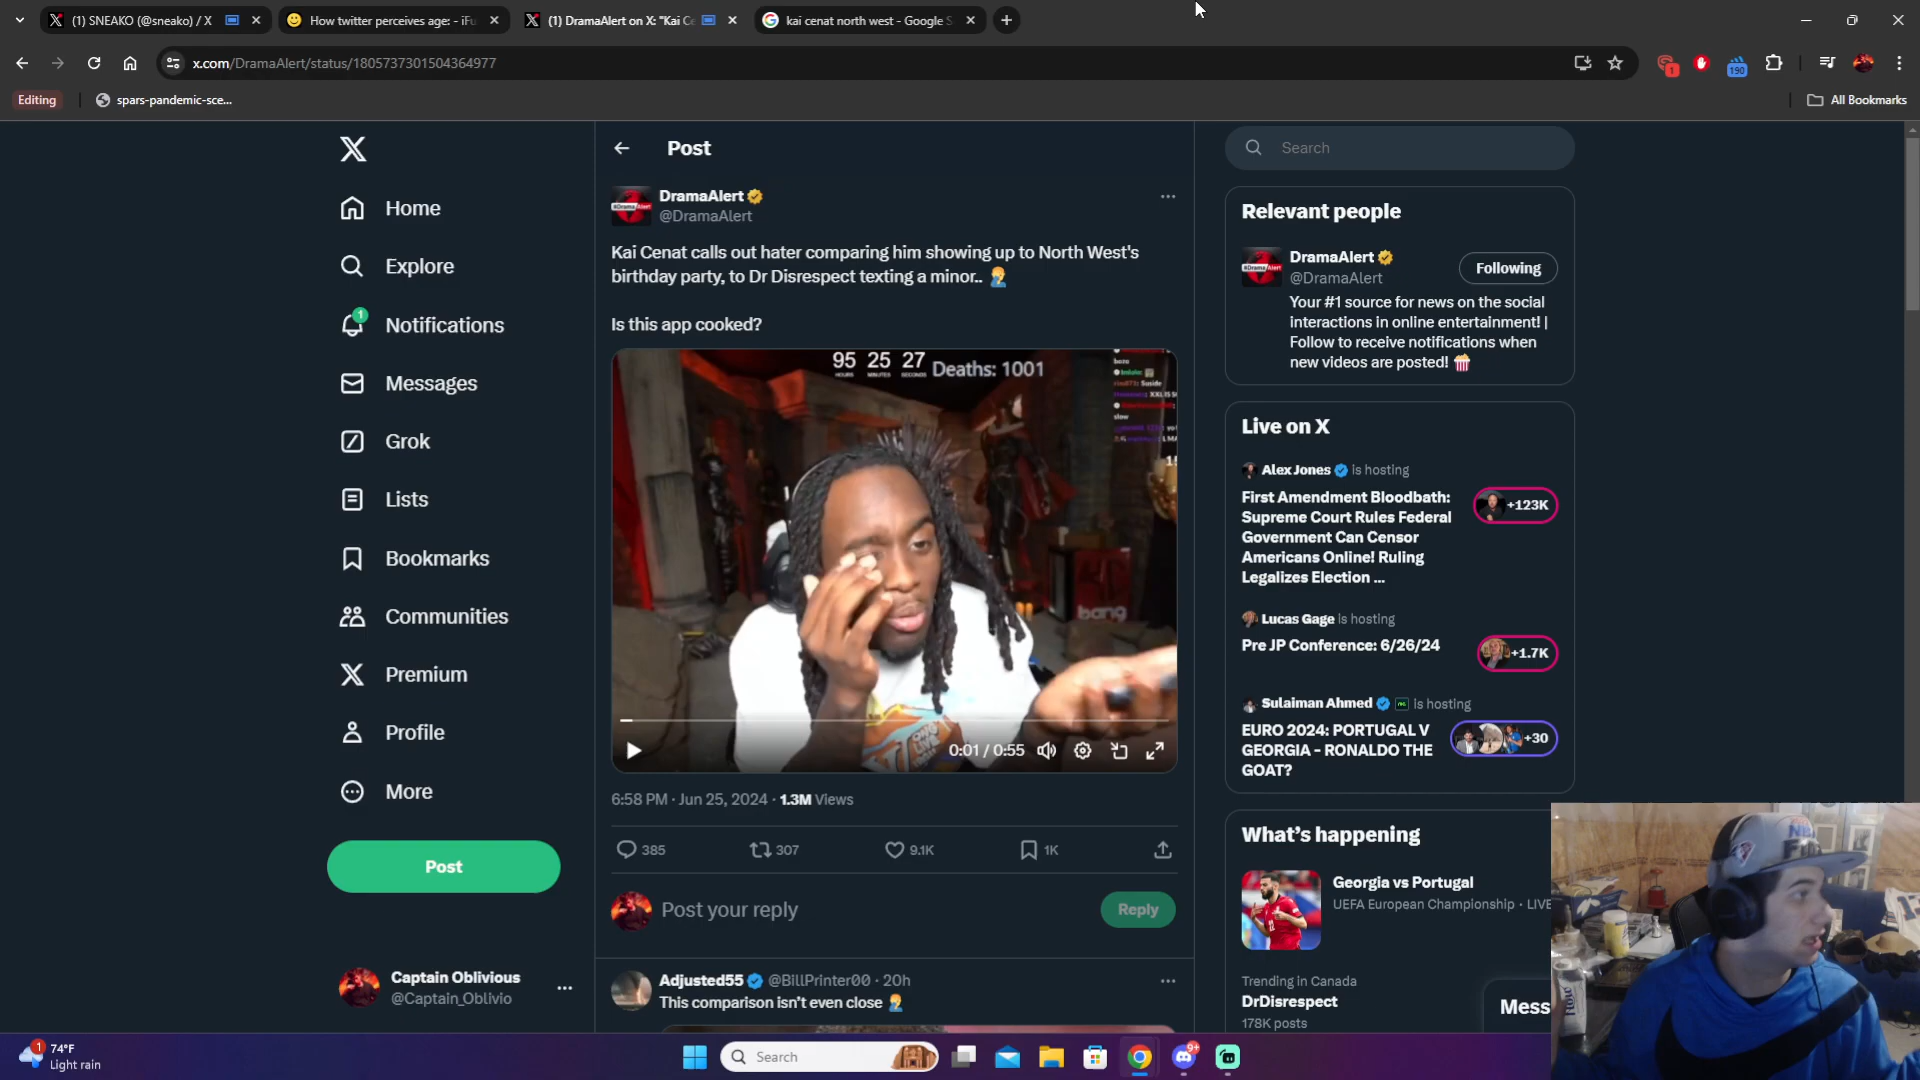 (1) SNEAKO (@sneako) / X
How twitter perceives age: - iFu
(1) DramaAlert on X: "Kai Ce
kai cenat north west - Google S
x.com/DramaAlert/status/1805737301504364977
1
190
Editing
spars-pandemic-sce...
All Bookmarks
Post
Search
Home
Explore
1
Notifications
Messages
Grok
Lists
Bookmarks
Communities
Premium
Profile
More
Post
Captain Oblivious
@Captain_Oblivio
DramaAlert
@DramaAlert
Kai Cenat calls out hater comparing him showing up to North West's
birthday party, to Dr Disrespect texting a minor..
Is this app cooked?
95 25 27 Deaths: 1001
HOURS MINUTES SECONDS
bang
0:01 / 0:55
6:58 PM · Jun 25, 2024 · 1.3M Views
385
307
9.1K
1K
Post your reply
Reply
Adjusted55 @BillPrinter00 · 20h
This comparison isn't even close
Relevant people
DramaAlert
@DramaAlert
Following
Your #1 source for news on the social
interactions in online entertainment! |
Follow to receive notifications when
new videos are posted!
Live on X
Alex Jones is hosting
First Amendment Bloodbath:
Supreme Court Rules Federal
Government Can Censor
Americans Online! Ruling
Legalizes Election ...
+123K
Lucas Gage is hosting
Pre JP Conference: 6/26/24
+1.7K
Sulaiman Ahmed is hosting
EURO 2024: PORTUGAL V
GEORGIA - RONALDO THE
GOAT?
+30
What's happening
Georgia vs Portugal
UEFA European Championship · LIVE
Trending in Canada
DrDisrespect
178K posts
Mess
1
74°F
Light rain
Search
9+